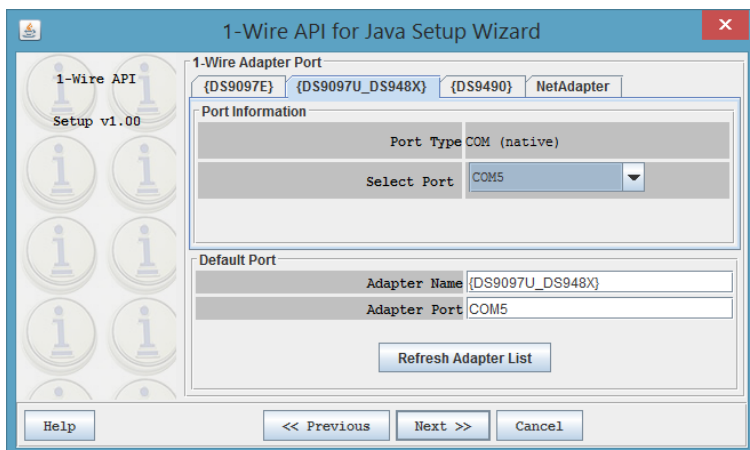 1-Wire API for Java Setup Wizard
1-Wire API
Setup v1.00
1-Wire Adapter Port
{DS9097E} {DS9097U_DS948X} {DS9490} NetAdapter
Port Information
Port Type COM (native)
Select Port COM5
Default Port
Adapter Name {DS9097U_DS948X}
Adapter Port COM5
Refresh Adapter List
Help << Previous Next >> Cancel